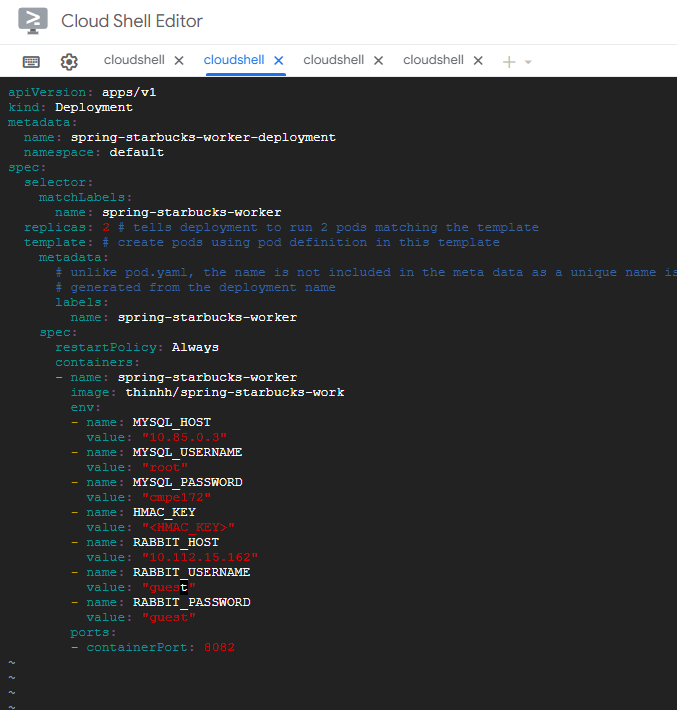 Cloud Shell Editor
cloudshell × cloudshell × cloudshell × cloudshell ×
apiVersion: apps/v1
kind: Deployment
metadata:
  name: spring-starbucks-worker-deployment
  namespace: default
spec:
  selector:
    matchLabels:
      name: spring-starbucks-worker
  replicas: 2 # tells deployment to run 2 pods matching the template
  template: # create pods using pod definition in this template
    metadata:
      # unlike pod.yaml, the name is not included in the meta data as a unique name is
      # generated from the deployment name
      labels:
        name: spring-starbucks-worker
    spec:
      restartPolicy: Always
      containers:
      - name: spring-starbucks-worker
        image: thinhh/spring-starbucks-work
        env:
        - name: MYSQL_HOST
          value: "10.85.0.3"
        - name: MYSQL_USERNAME
          value: "root"
        - name: MYSQL_PASSWORD
          value: "cmpe172"
        - name: HMAC_KEY
          value: "<HMAC_KEY>"
        - name: RABBIT_HOST
          value: "10.112.15.162"
        - name: RABBIT_USERNAME
          value: "guest"
        - name: RABBIT_PASSWORD
          value: "guest"
        ports:
        - containerPort: 8082
~
~
~
~